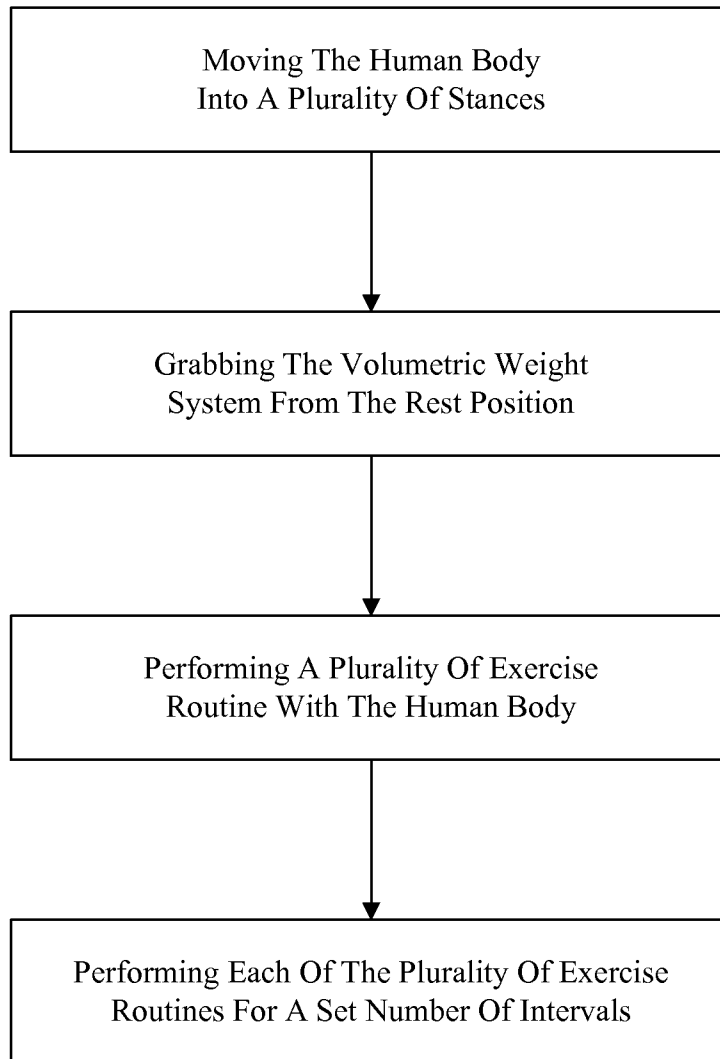 Moving The Human Body
Into A Plurality Of Stances
Grabbing The Volumetric Weight
System From The Rest Position
Performing A Plurality Of Exercise
Routine With The Human Body
Performing Each Of The Plurality Of Exercise
Routines For A Set Number Of Intervals